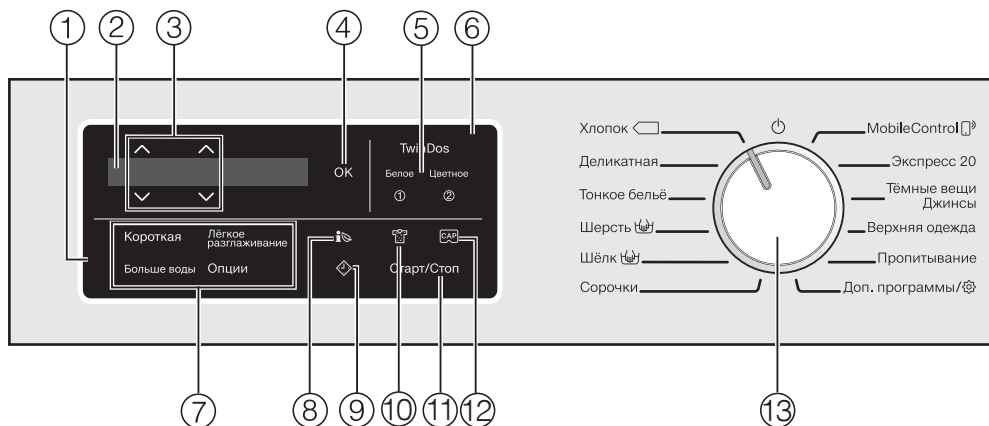 ① ② ③ ④ ⑤ ⑥
TwinDos
OK
Белое Цветное
① ②
Короткая Лёгкое разглаживание
Больше воды Опции
CAP
Старт/Стоп
Хлопок
Деликатная
Тонкое бельё
Шерсть
Шёлк
Сорочки
MobileControl
Экспресс 20
Тёмные вещи
Джинсы
Верхняя одежда
Пропитывание
Доп. программы/
⑦ ⑧ ⑨ ⑩ ⑪ ⑫ ⑬